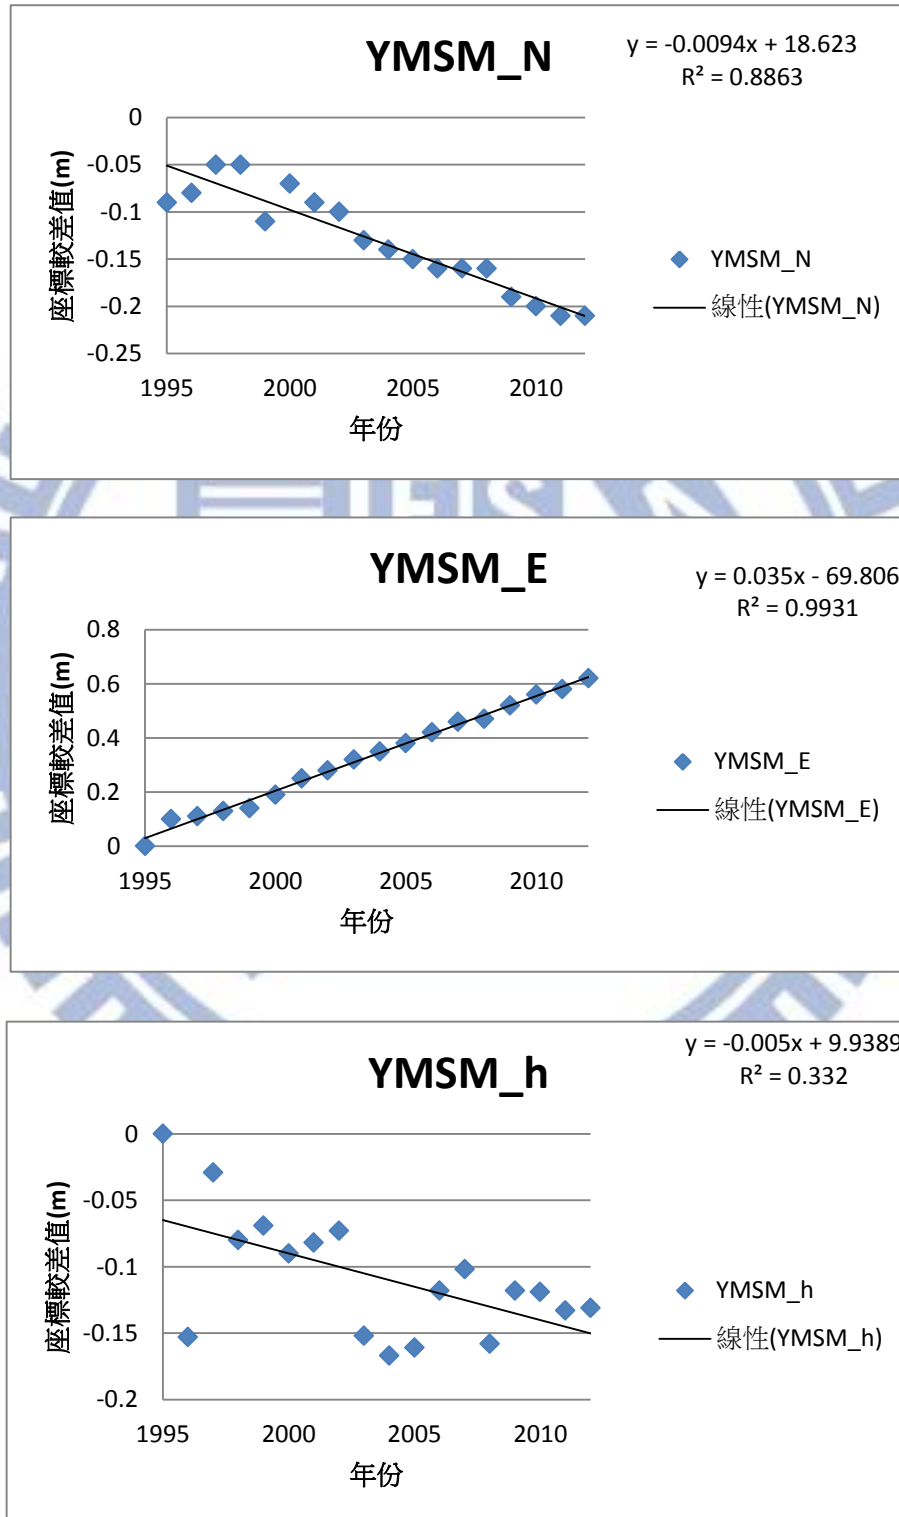 YMSM_N
y = -0.0094x + 18.623
R² = 0.8863
0
-0.05
-0.1
-0.15
-0.2
-0.25
座標較差值(m)
1995 2000 2005 2010
年份
YMSM_N
線性(YMSM_N)
YMSM_E
y = 0.035x - 69.806
R² = 0.9931
0.8
0.6
0.4
0.2
0
座標較差值(m)
1995 2000 2005 2010
年份
YMSM_E
線性(YMSM_E)
YMSM_h
y = -0.005x + 9.9389
R² = 0.332
0
-0.05
-0.1
-0.15
-0.2
座標較差值(m)
1995 2000 2005 2010
年份
YMSM_h
線性(YMSM_h)